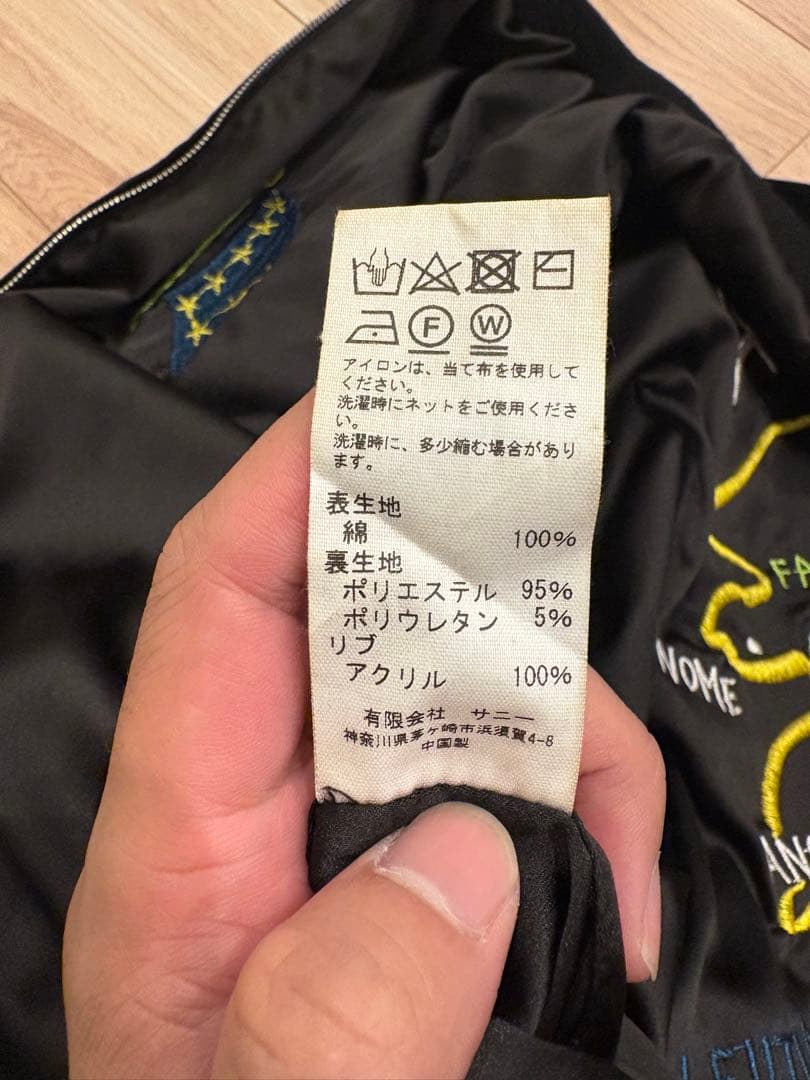 F W
アイロンは、当て布を使用して
ください。
洗濯時にネットをご使用くださ
い。
洗濯時に、多少縮む場合があり
ます。
表生地
綿 100%
裏生地
ポリエステル 95%
ポリウレタン 5%
リブ
アクリル 100%
有限会社 サニー
神奈川県茅ヶ崎市浜須賀4-8
中国製
FA
NOME
ANC